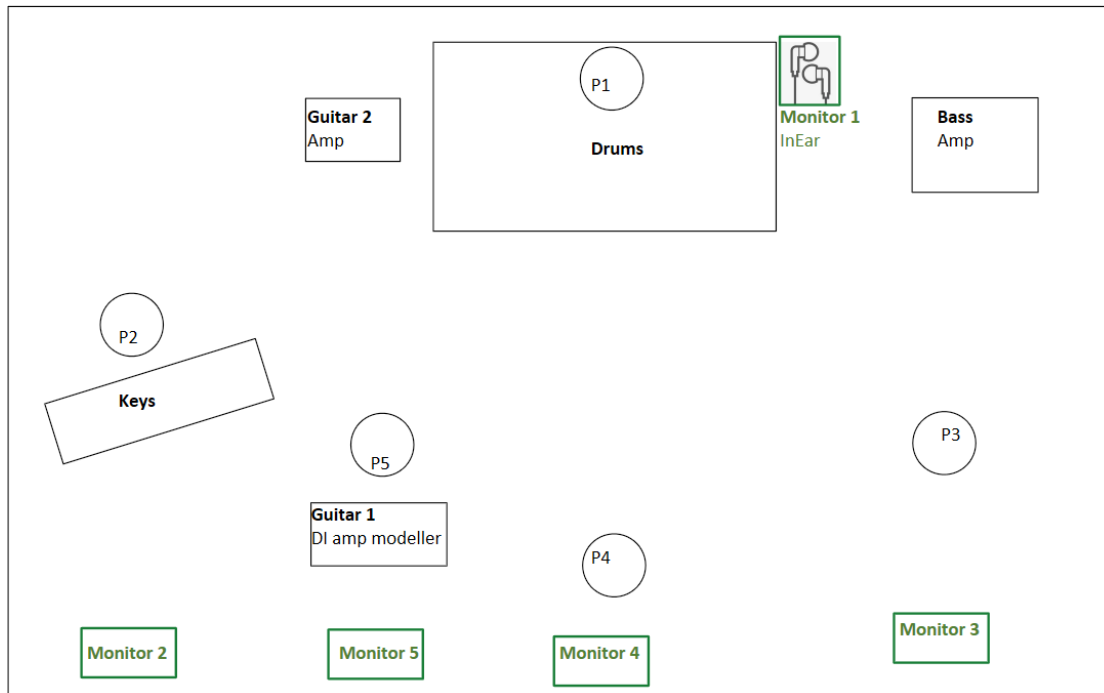 P1
Guitar 2
Amp
Drums
Monitor 1
InEar
Bass
Amp
P2
Keys
P5
P3
Guitar 1
DI amp modeller
P4
Monitor 2
Monitor 5
Monitor 4
Monitor 3